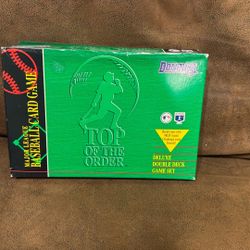 MAJOR LEAGUE
BASEBALL CARD GAME
Donruss
TOP
OF THE
ORDER
DELUXE
DOUBLE DECK
GAME SET